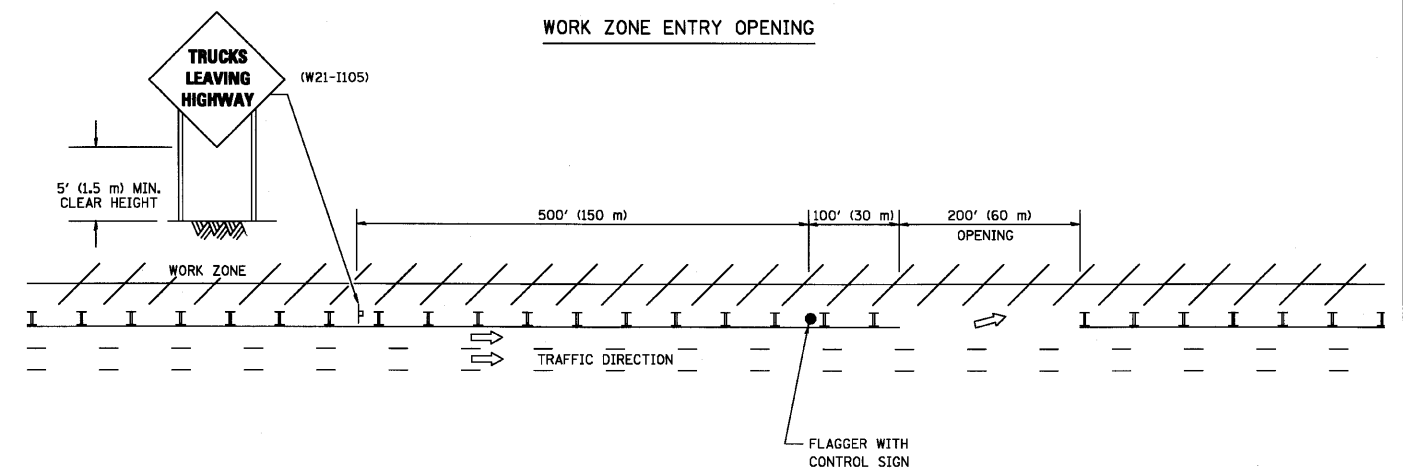 WORK ZONE ENTRY OPENING
TRUCKS
LEAVING
HIGHWAY
(W21-I105)
5' (1.5 m) MIN.
CLEAR HEIGHT
500' (150 m)
100' (30 m)
200' (60 m)
OPENING
WORK ZONE
TRAFFIC DIRECTION
FLAGGER WITH
CONTROL SIGN